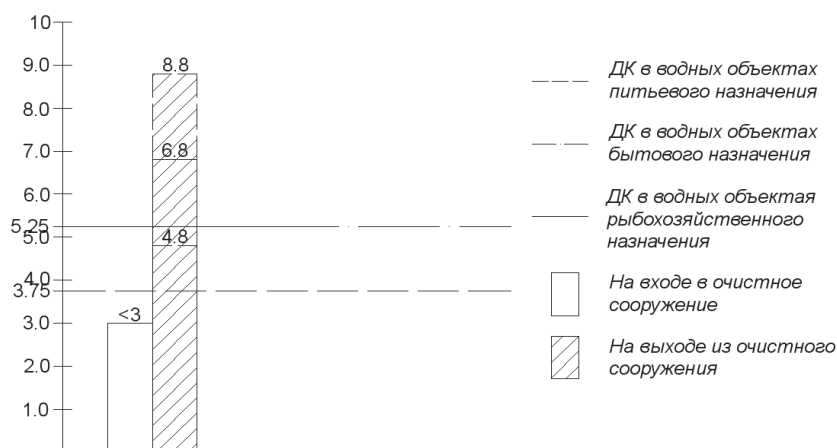 10
9.0
8.0
7.0
6.0
5.25
5.0
4.0
3.75
3.0
2.0
1.0
8.8
6.8
4.8
<3
ДК в водных объектах
питьевого назначения
ДК в водных объектах
бытового назначения
ДК в водных объектая
рыбохозяйственного
назначения
На входе в очистное
сооружение
На выходе из очистного
сооружения